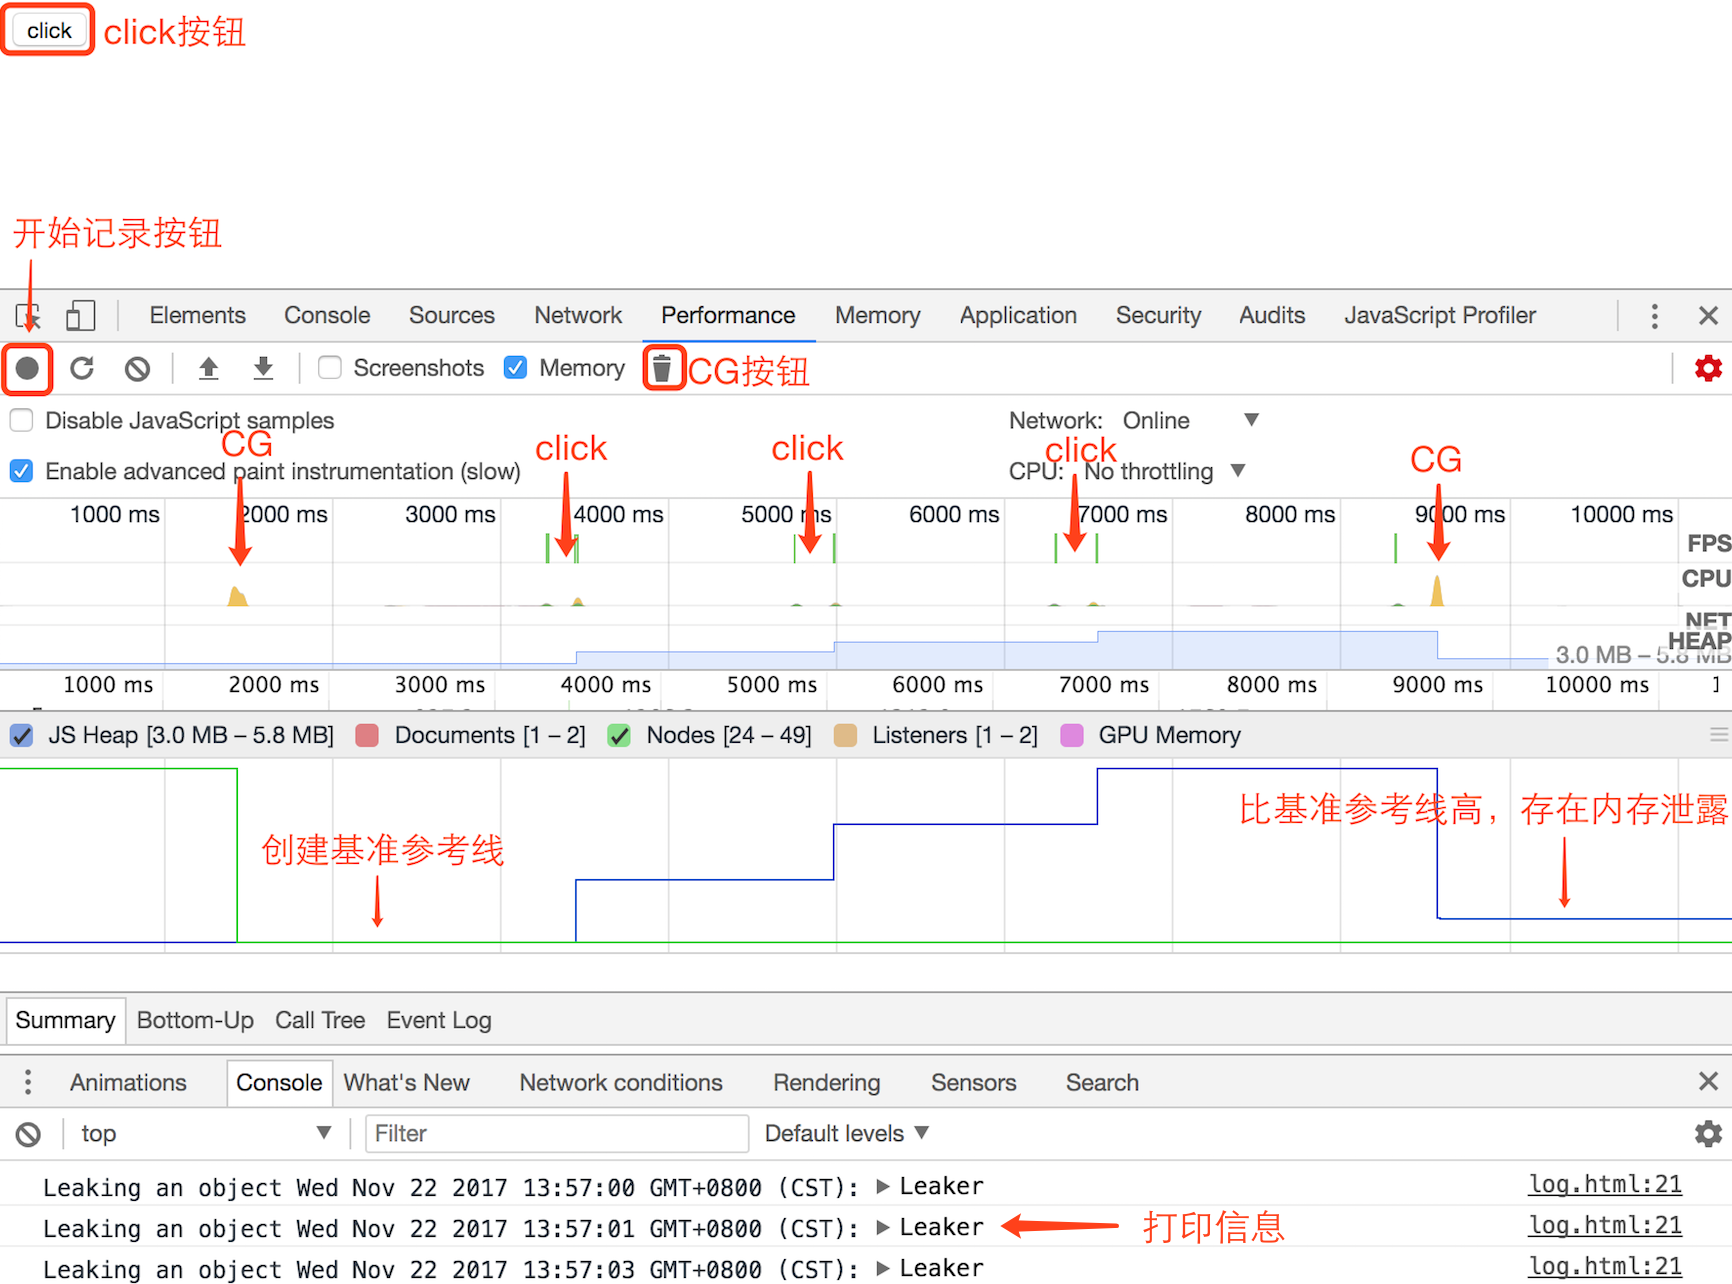 click click按钮
开始记录按钮
Elements Console Sources Network Performance Memory Application Security Audits JavaScript Profiler
Screenshots Memory CG按钮
Disable JavaScript samples Network: Online
CG click click click CG
Enable advanced paint instrumentation (slow) CPU: No throttling
1000 ms 2000 ms 3000 ms 4000 ms 5000 ms 6000 ms 7000 ms 8000 ms 9000 ms 10000 ms
FPS
CPU
NET
HEAP
3.0 MB – 5.8 MB
1000 ms 2000 ms 3000 ms 4000 ms 5000 ms 6000 ms 7000 ms 8000 ms 9000 ms 10000 ms 1
JS Heap [3.0 MB – 5.8 MB] Documents [1 – 2] Nodes [24 – 49] Listeners [1 – 2] GPU Memory
比基准参考线高，存在内存泄露
创建基准参考线
Summary Bottom-Up Call Tree Event Log
Animations Console What's New Network conditions Rendering Sensors Search
top Filter Default levels
Leaking an object Wed Nov 22 2017 13:57:00 GMT+0800 (CST): Leaker log.html:21
Leaking an object Wed Nov 22 2017 13:57:01 GMT+0800 (CST): Leaker 打印信息 log.html:21
Leaking an object Wed Nov 22 2017 13:57:03 GMT+0800 (CST): Leaker log.html:21